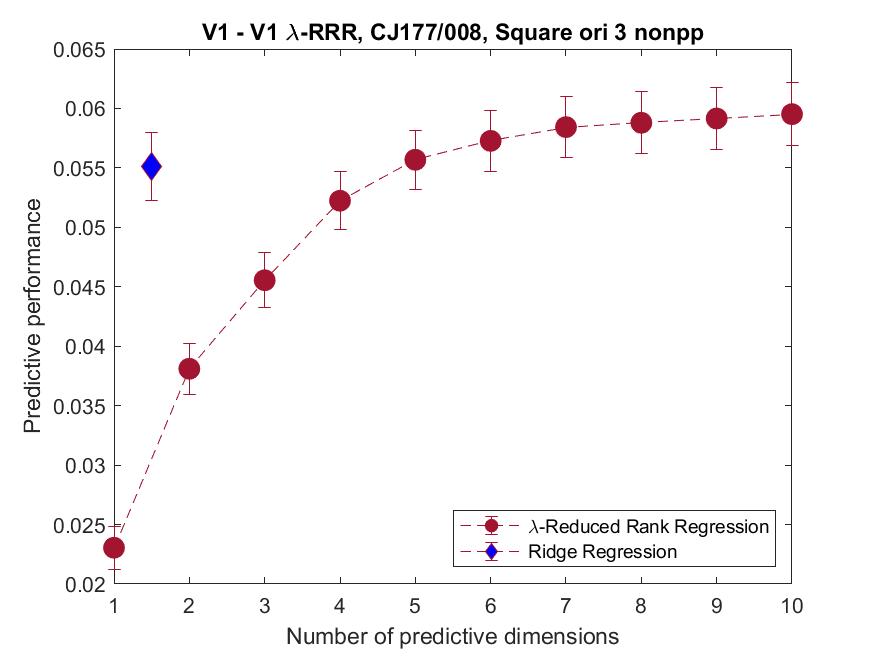 V1 - V1 λ-RRR, CJ177/008, Square ori 3 nonpp
0.065
0.06
0.055
0.05
0.045
0.04
0.035
0.03
0.025
0.02
Predictive performance
1 2 3 4 5 6 7 8 9 10
Number of predictive dimensions
λ-Reduced Rank Regression
Ridge Regression